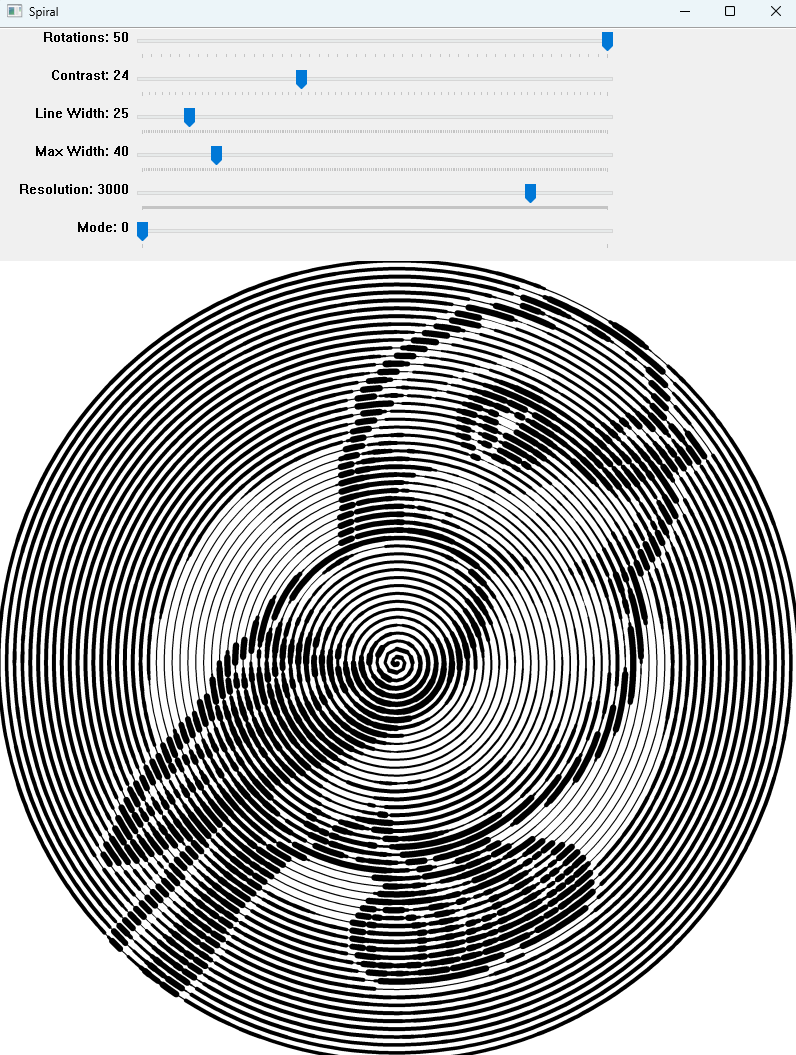 Spiral
Rotations: 50
Contrast: 24
Line Width: 25
Max Width: 40
Resolution: 3000
Mode: 0